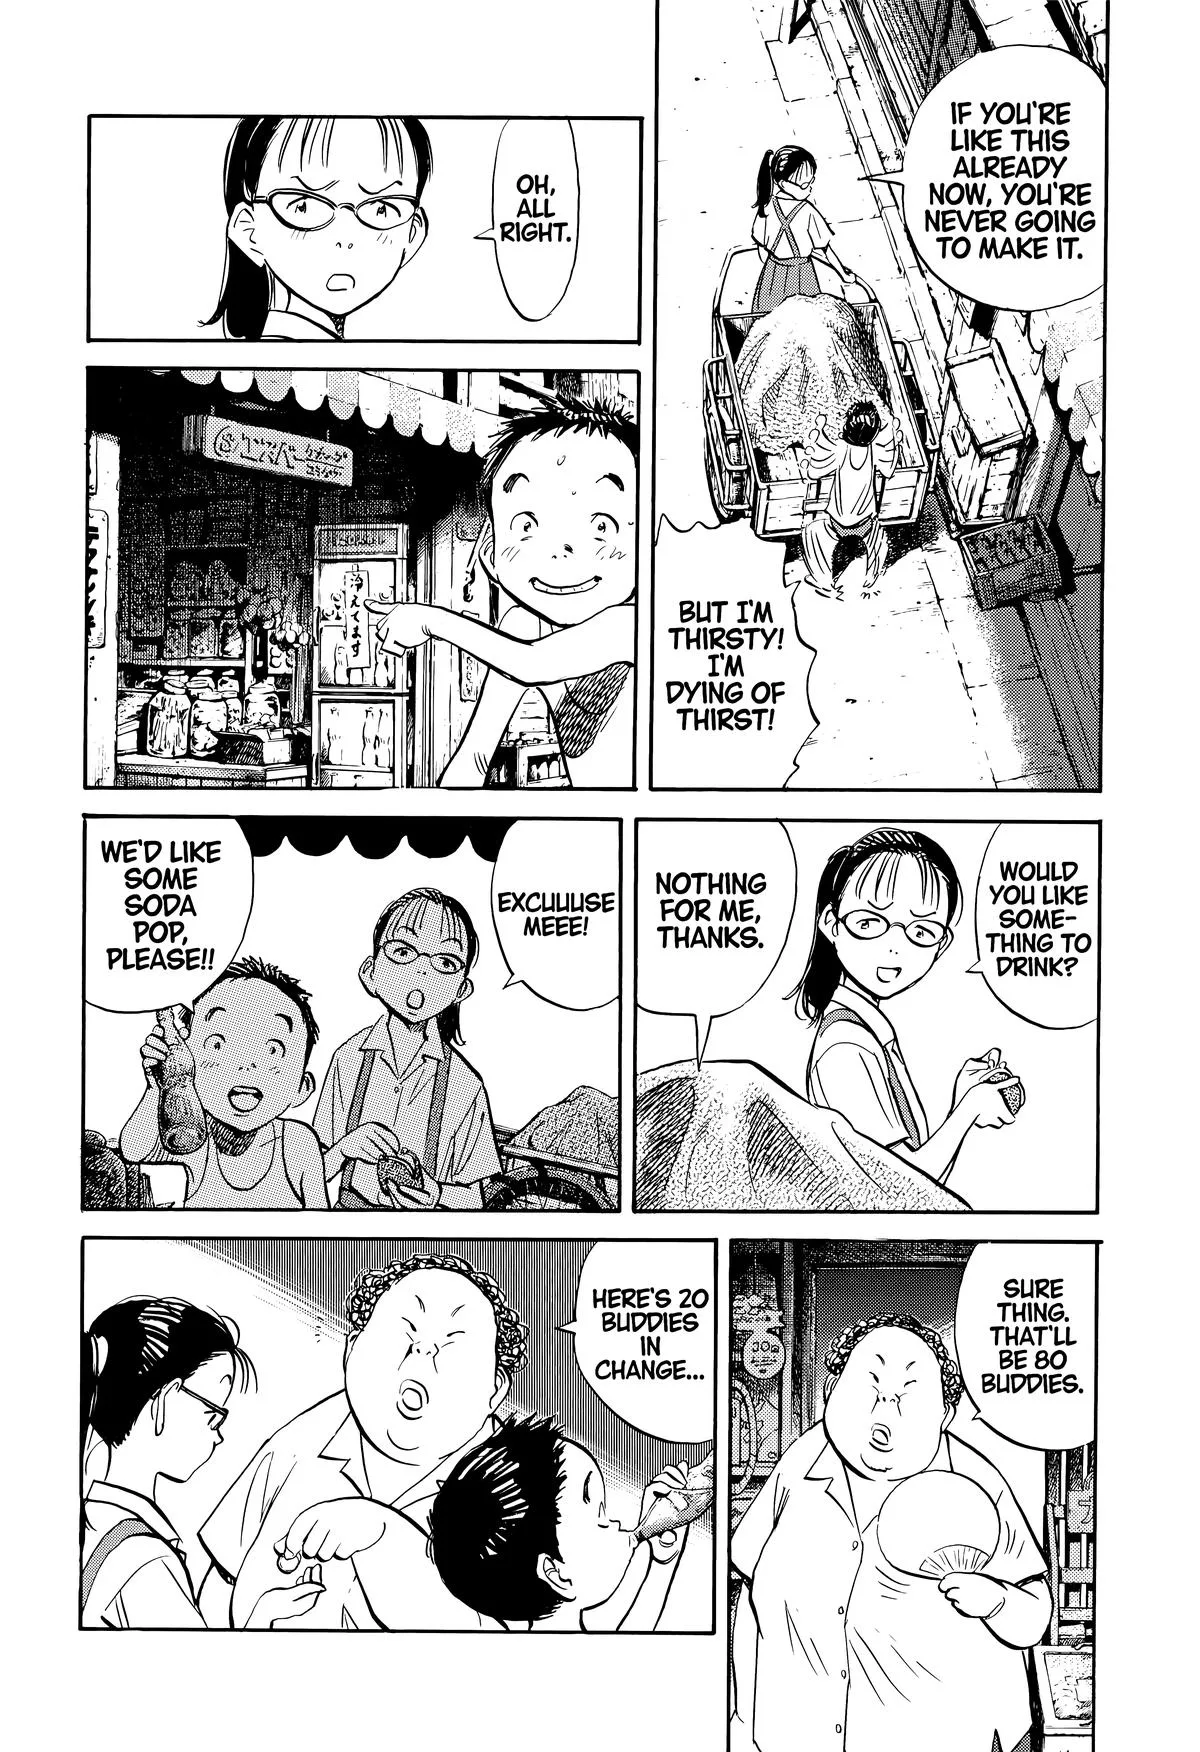 IF YOU'RE
LIKE THIS
ALREADY
NOW, YOU'RE
NEVER GOING
TO MAKE IT.
BUT I'M
THIRSTY!
I'M
DYING OF
THIRST!
OH,
ALL
RIGHT.
冷えてます
WOULD
YOU LIKE
SOME-
THING TO
DRINK?
NOTHING
FOR ME,
THANKS.
EXCUUUSE
MEEE!
WE'D LIKE
SOME
SODA
POP,
PLEASE!!
SURE
THING.
THAT'LL
BE 80
BUDDIES.
HERE'S 20
BUDDIES
IN
CHANGE...